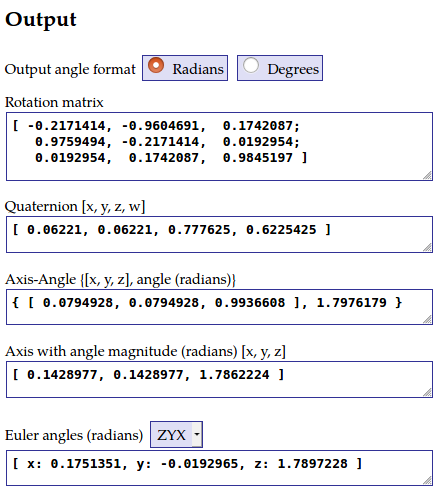 Output
Output angle format Radians Degrees
Rotation matrix
[ -0.2171414, -0.9604691, 0.1742087;
0.9759494, -0.2171414, 0.0192954;
0.0192954, 0.1742087, 0.9845197 ]
Quaternion [x, y, z, w]
[ 0.06221, 0.06221, 0.777625, 0.6225425 ]
Axis-Angle {[x, y, z], angle (radians)}
{ [ 0.0794928, 0.0794928, 0.9936608 ], 1.7976179 }
Axis with angle magnitude (radians) [x, y, z]
[ 0.1428977, 0.1428977, 1.7862224 ]
Euler angles (radians) ZYX
[ x: 0.1751351, y: -0.0192965, z: 1.7897228 ]